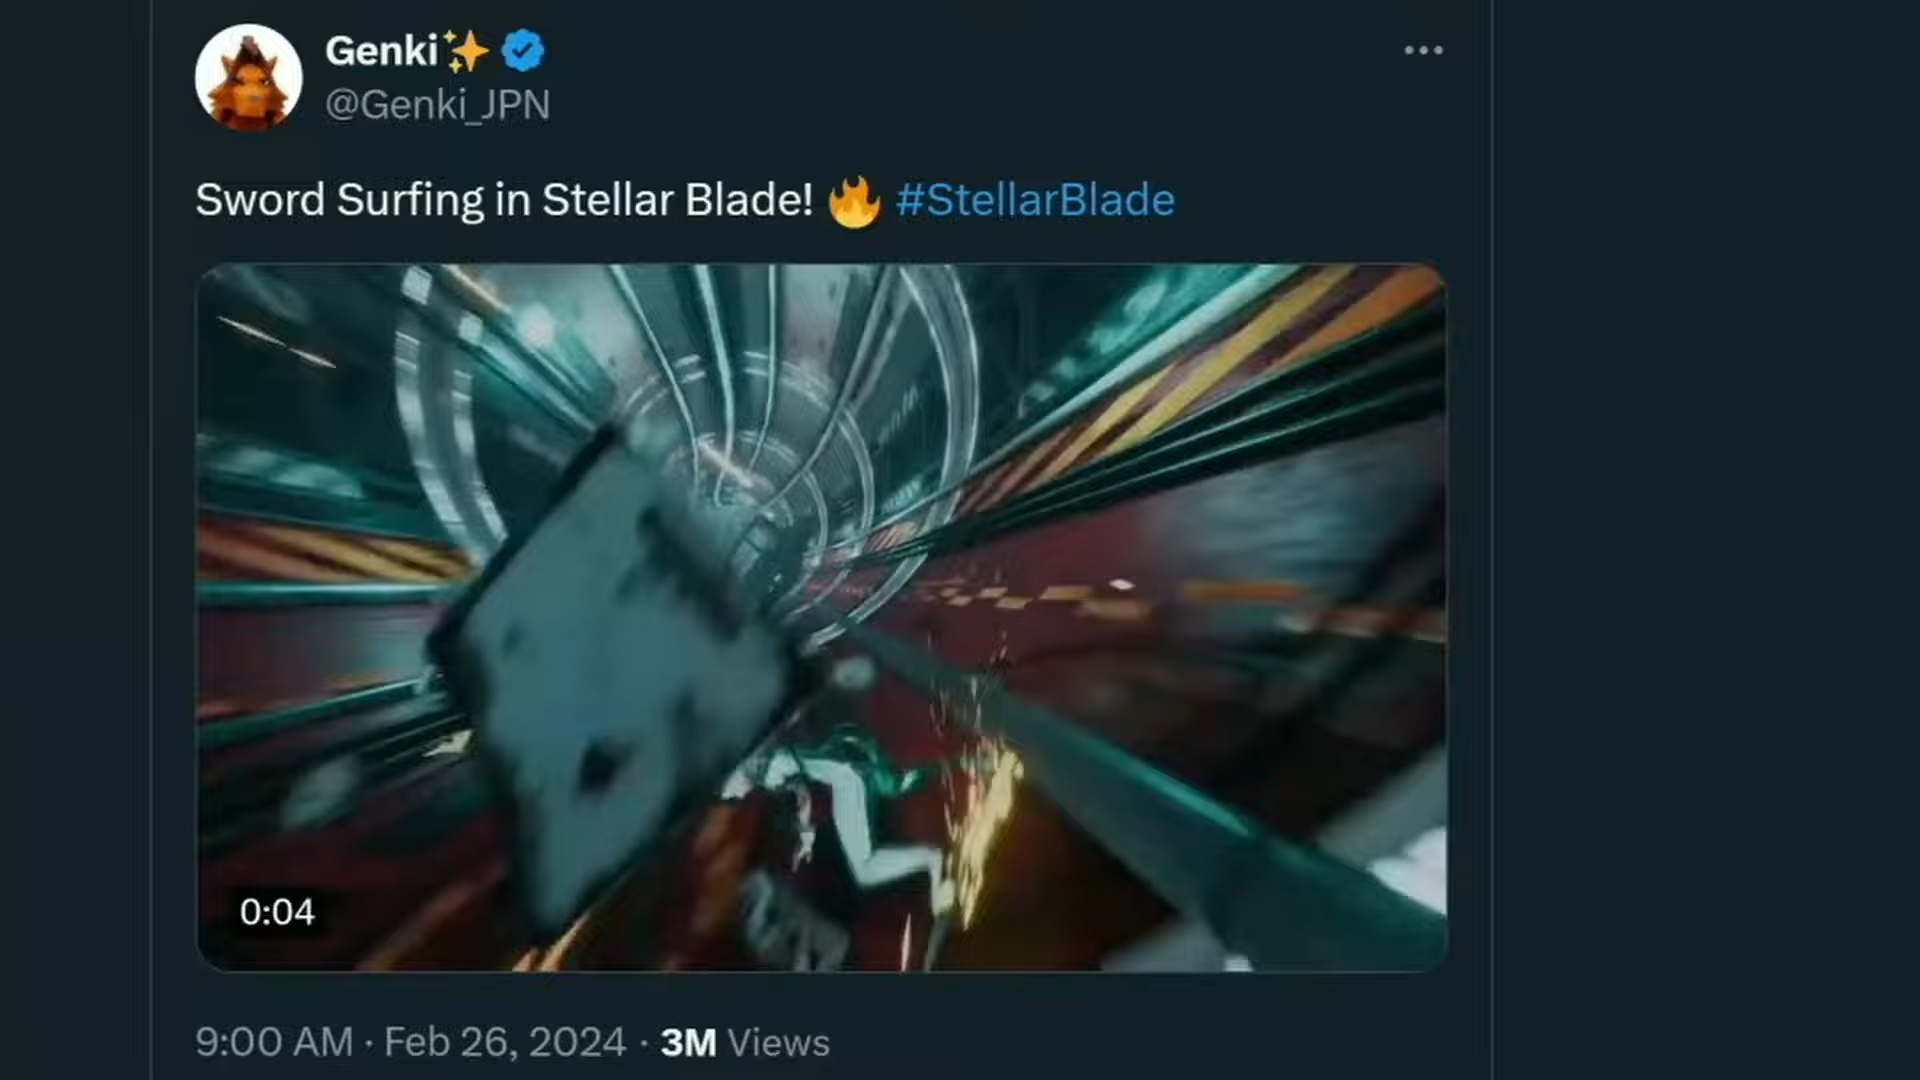 Genki✨
@Genki_JPN
Sword Surfing in Stellar Blade! 🔥 #StellarBlade
0:04
9:00 AM · Feb 26, 2024 · 3M Views